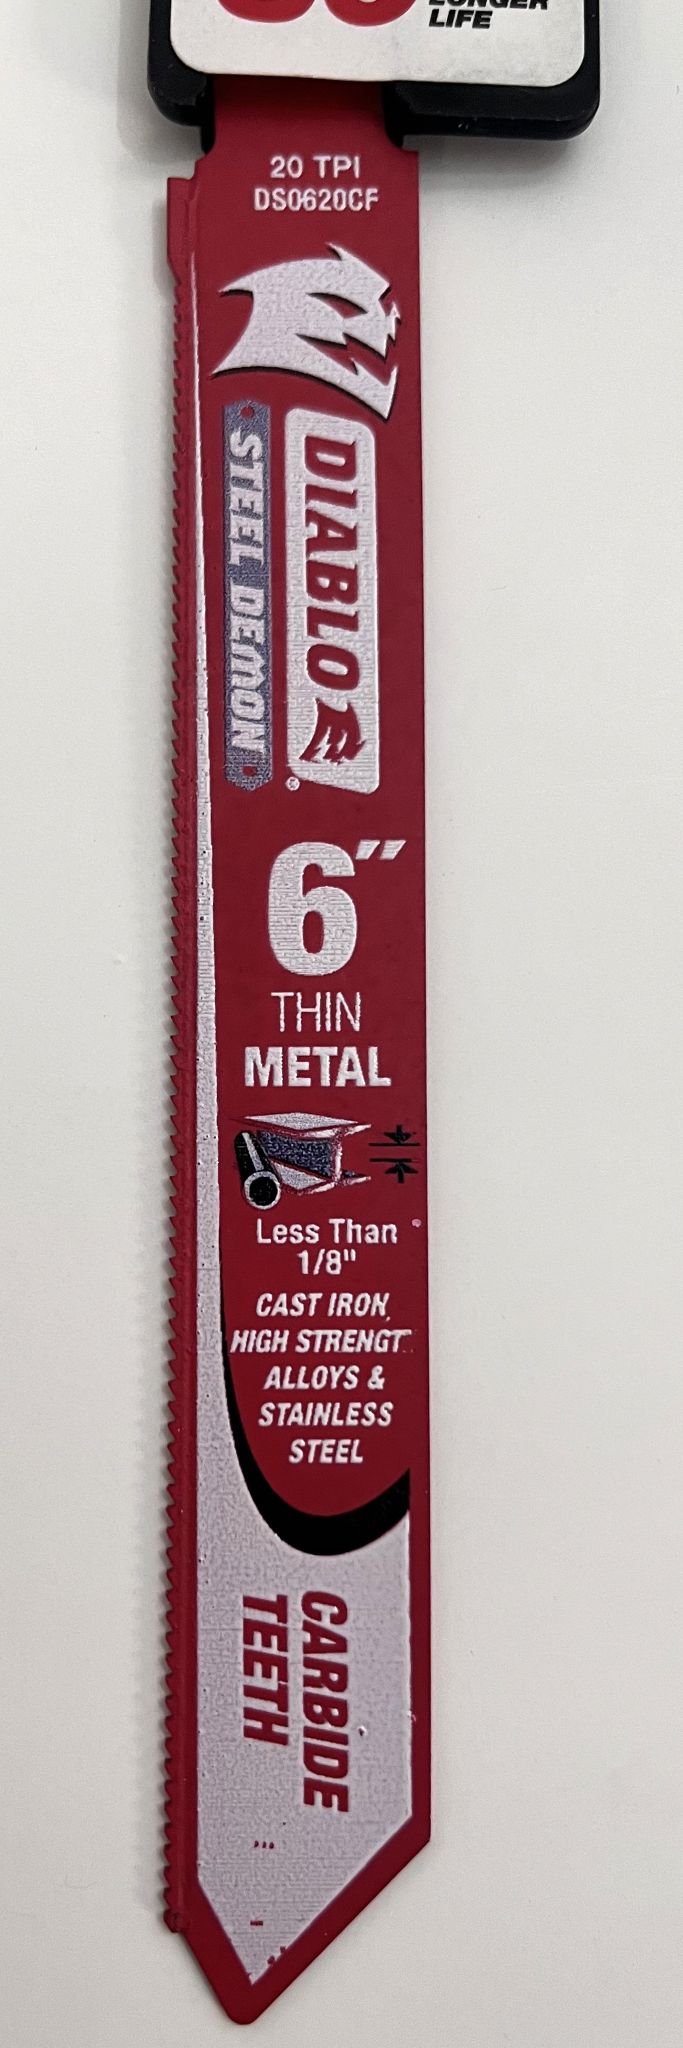 LONGER
LIFE
20 TPI
DS0620CF
STEEL DEMON
DIABLO
®
6"
THIN
METAL
Less Than
1/8"
CAST IRON,
HIGH STRENGT
ALLOYS &
STAINLESS
STEEL
CARBIDE
TEETH